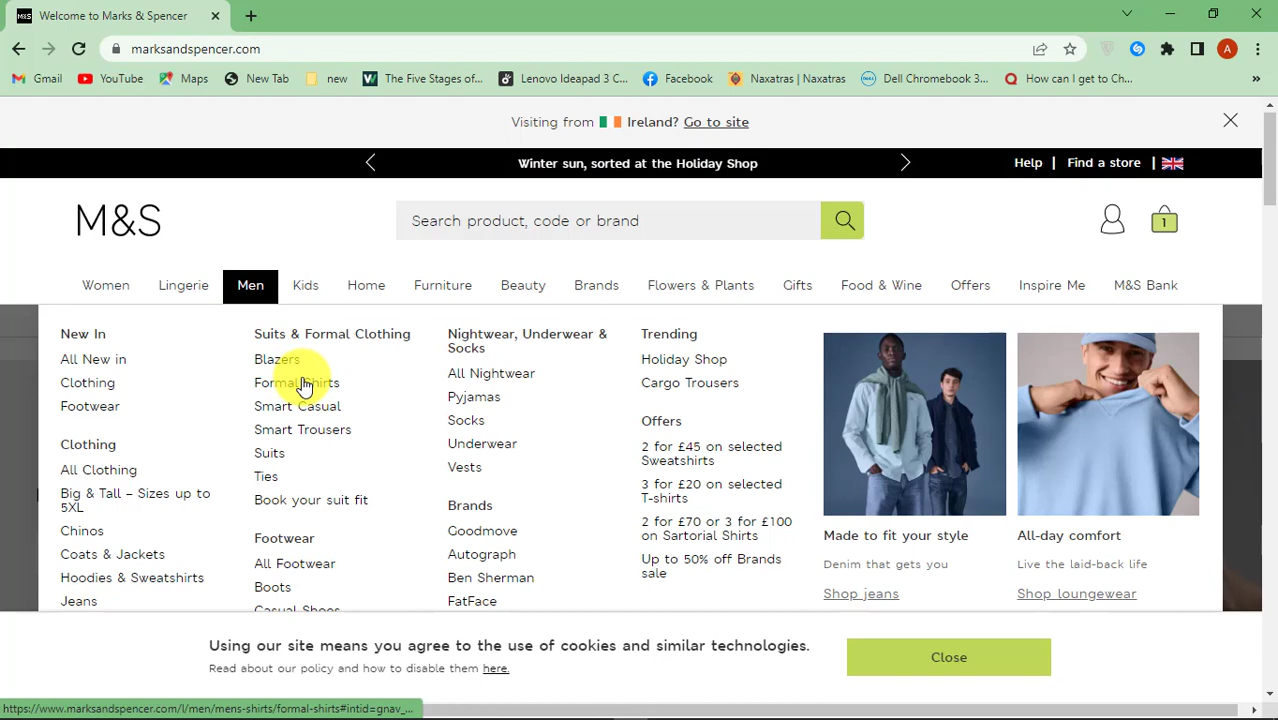 M&S Welcome to Marks & Spencer
marksandspencer.com
A
Gmail YouTube Maps New Tab new The Five Stages of... Lenovo Ideapad 3 C... Facebook Naxatras | Naxatras Dell Chromebook 3... How can I get to Ch...
Visiting from Ireland? Go to site
Winter sun, sorted at the Holiday Shop
Help | Find a store |
M&S
Search product, code or brand
1
Women Lingerie Men Kids Home Furniture Beauty Brands Flowers & Plants Gifts Food & Wine Offers Inspire Me M&S Bank
New In
All New in
Clothing
Footwear
Clothing
All Clothing
Big & Tall – Sizes up to
5XL
Chinos
Coats & Jackets
Hoodies & Sweatshirts
Jeans
Suits & Formal Clothing
Blazers
Formal Shirts
Smart Casual
Smart Trousers
Suits
Ties
Book your suit fit
Footwear
All Footwear
Boots
Casual Shoes
Nightwear, Underwear &
Socks
All Nightwear
Pyjamas
Socks
Underwear
Vests
Brands
Goodmove
Autograph
Ben Sherman
FatFace
Trending
Holiday Shop
Cargo Trousers
Offers
2 for £45 on selected
Sweatshirts
3 for £20 on selected
T-shirts
2 for £70 or 3 for £100
on Sartorial Shirts
Up to 50% off Brands
sale
Made to fit your style
Denim that gets you
Shop jeans
All-day comfort
Live the laid-back life
Shop loungewear
Using our site means you agree to the use of cookies and similar technologies.
Read about our policy and how to disable them here.
Close
https://www.marksandspencer.com/l/men/mens-shirts/formal-shirts#intid=gnav_...